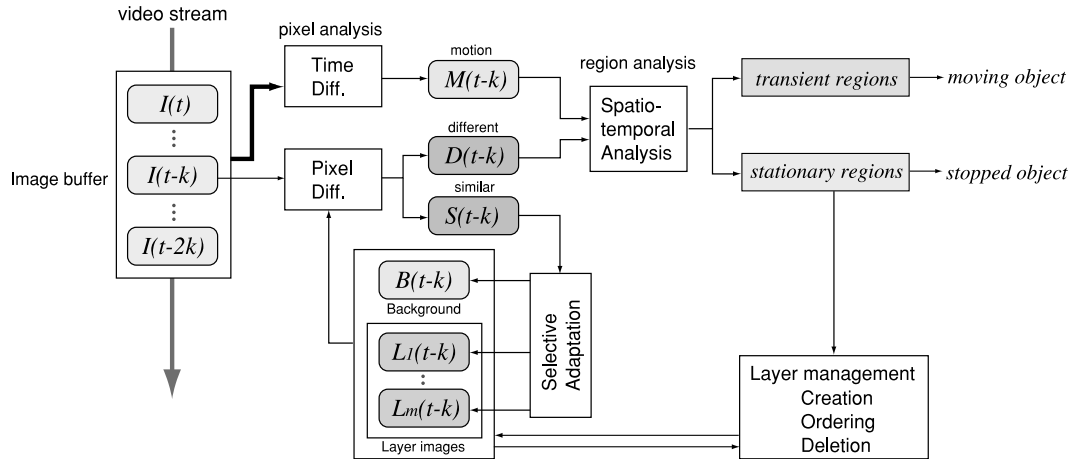 video stream
Image buffer
I(t)
⋮
I(t-k)
⋮
I(t-2k)
pixel analysis
Time
Diff.
Pixel
Diff.
motion
M(t-k)
different
D(t-k)
similar
S(t-k)
region analysis
Spatio-
temporal
Analysis
transient regions
moving object
stationary regions
stopped object
B(t-k)
Background
L1(t-k)
⋮
Lm(t-k)
Layer images
Selective
Adaptation
Layer management
Creation
Ordering
Deletion